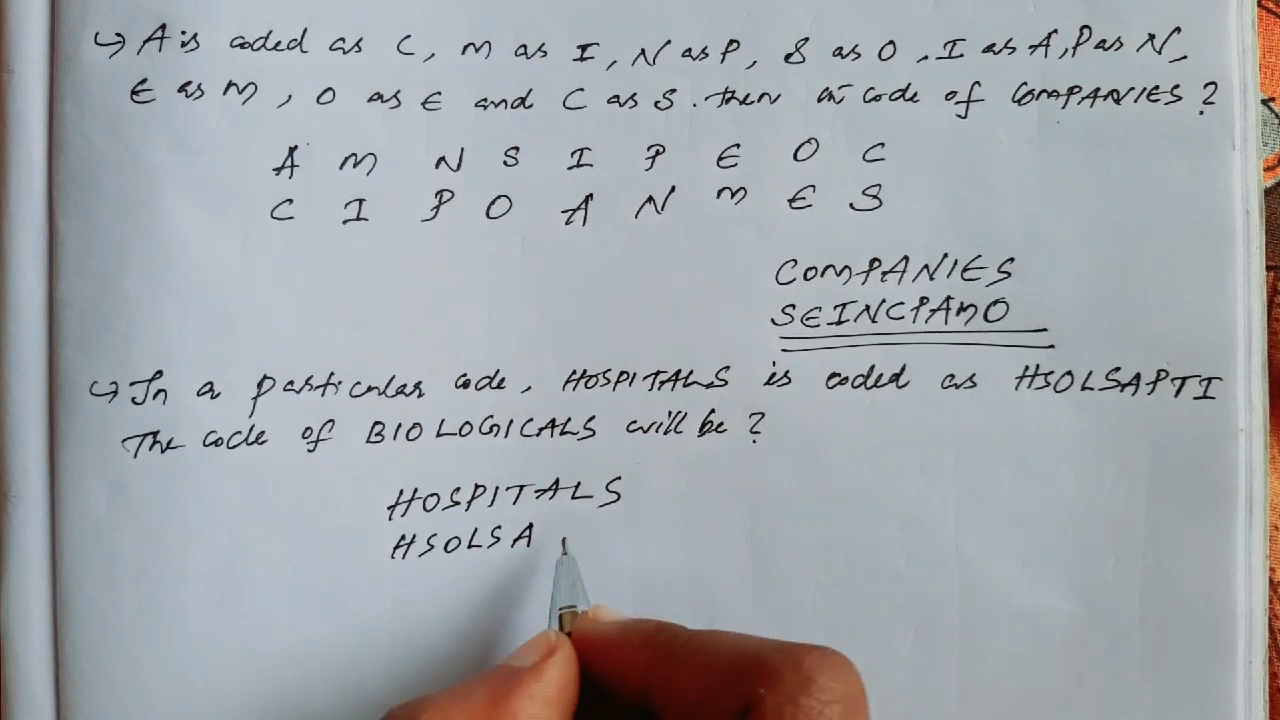 ↳ A is coded as C, M as I, N as P, S as O, I as A, P as N,
E as M, O as E and C as S. then code of COMPANIES?
A M N S I P E O C
C I P O A N M E S
COMPANIES
SEINCPAMO
↳ In a particular code, HOSPITALS is coded as HSOLSAPTI
The code of BIOLOGICALS will be?
HOSPITALS
HSOLSA